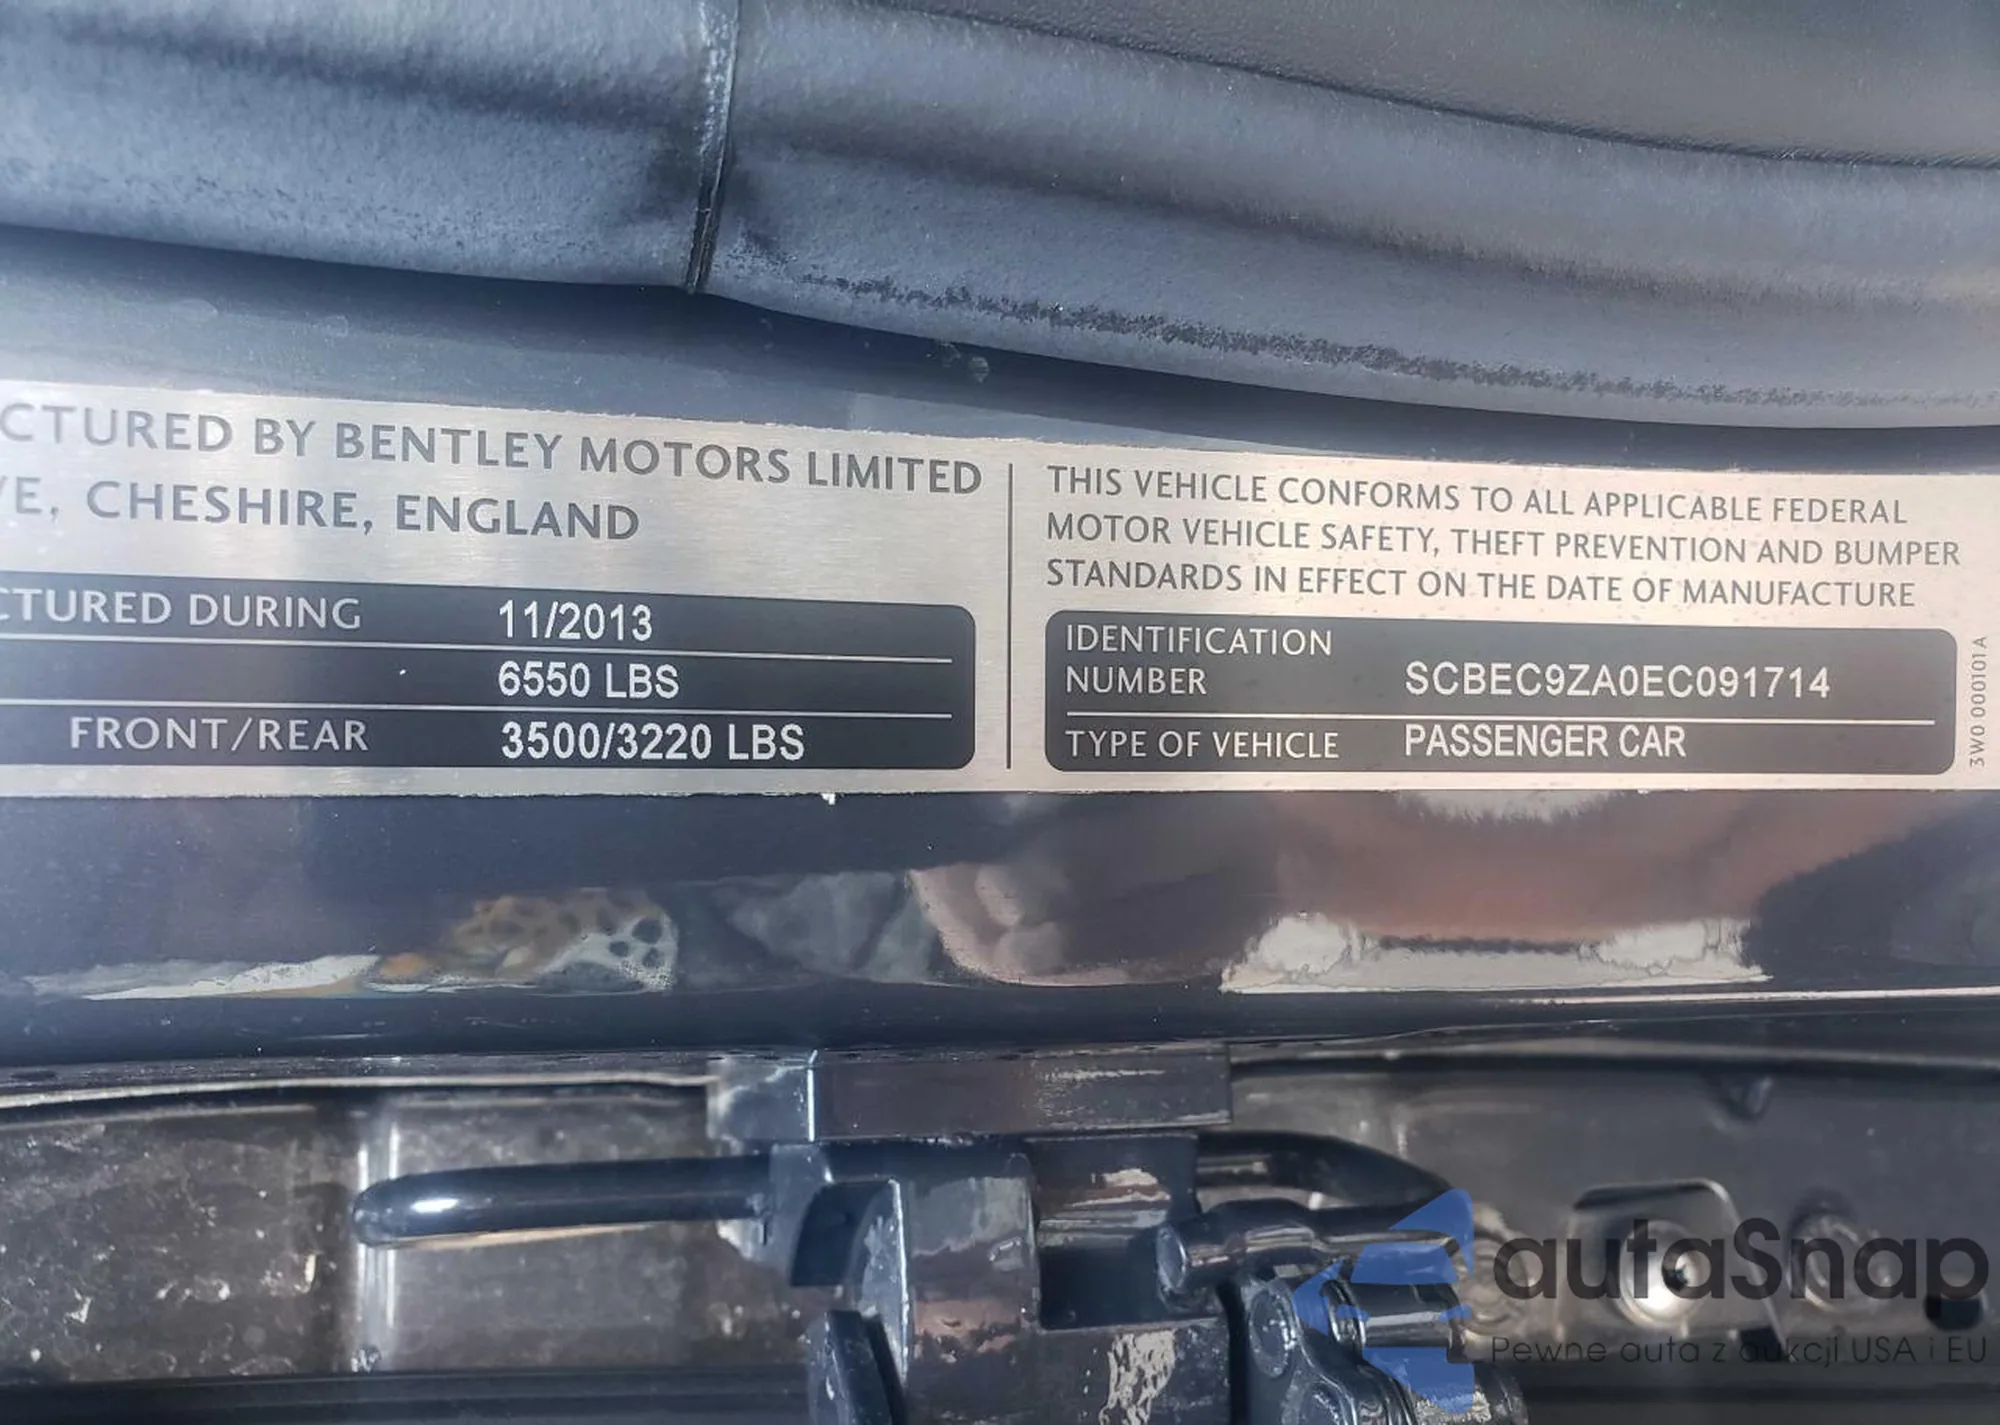 CTURED BY BENTLEY MOTORS LIMITED
E, CHESHIRE, ENGLAND
CTURED DURING 11/2013
6550 LBS
FRONT/REAR 3500/3220 LBS
THIS VEHICLE CONFORMS TO ALL APPLICABLE FEDERAL
MOTOR VEHICLE SAFETY, THEFT PREVENTION AND BUMPER
STANDARDS IN EFFECT ON THE DATE OF MANUFACTURE
IDENTIFICATION
NUMBER SCBEC9ZA0EC091714
TYPE OF VEHICLE PASSENGER CAR
3W0 000101 A
autaSnap
Pewne auta z aukcji USA i EU